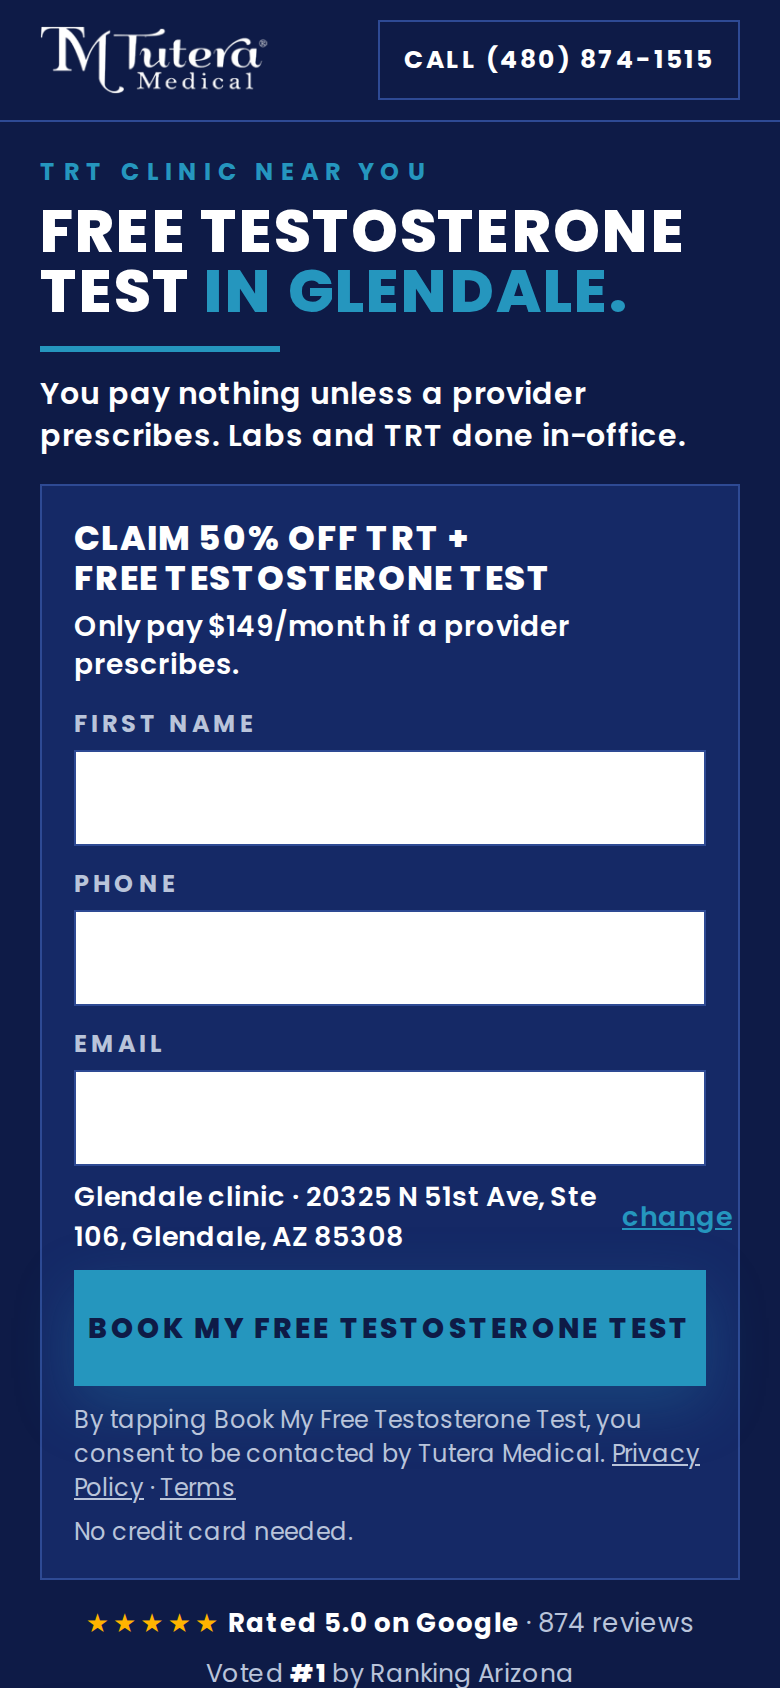 TM Tutera®
Medical
CALL (480) 874-1515
TRT CLINIC NEAR YOU
FREE TESTOSTERONE
TEST IN GLENDALE.
You pay nothing unless a provider
prescribes. Labs and TRT done in-office.
CLAIM 50% OFF TRT +
FREE TESTOSTERONE TEST
Only pay $149/month if a provider
prescribes.
FIRST NAME
PHONE
EMAIL
Glendale clinic · 20325 N 51st Ave, Ste
106, Glendale, AZ 85308
change
BOOK MY FREE TESTOSTERONE TEST
By tapping Book My Free Testosterone Test, you
consent to be contacted by Tutera Medical. Privacy
Policy · Terms
No credit card needed.
★★★★★ Rated 5.0 on Google · 874 reviews
Voted #1 by Ranking Arizona